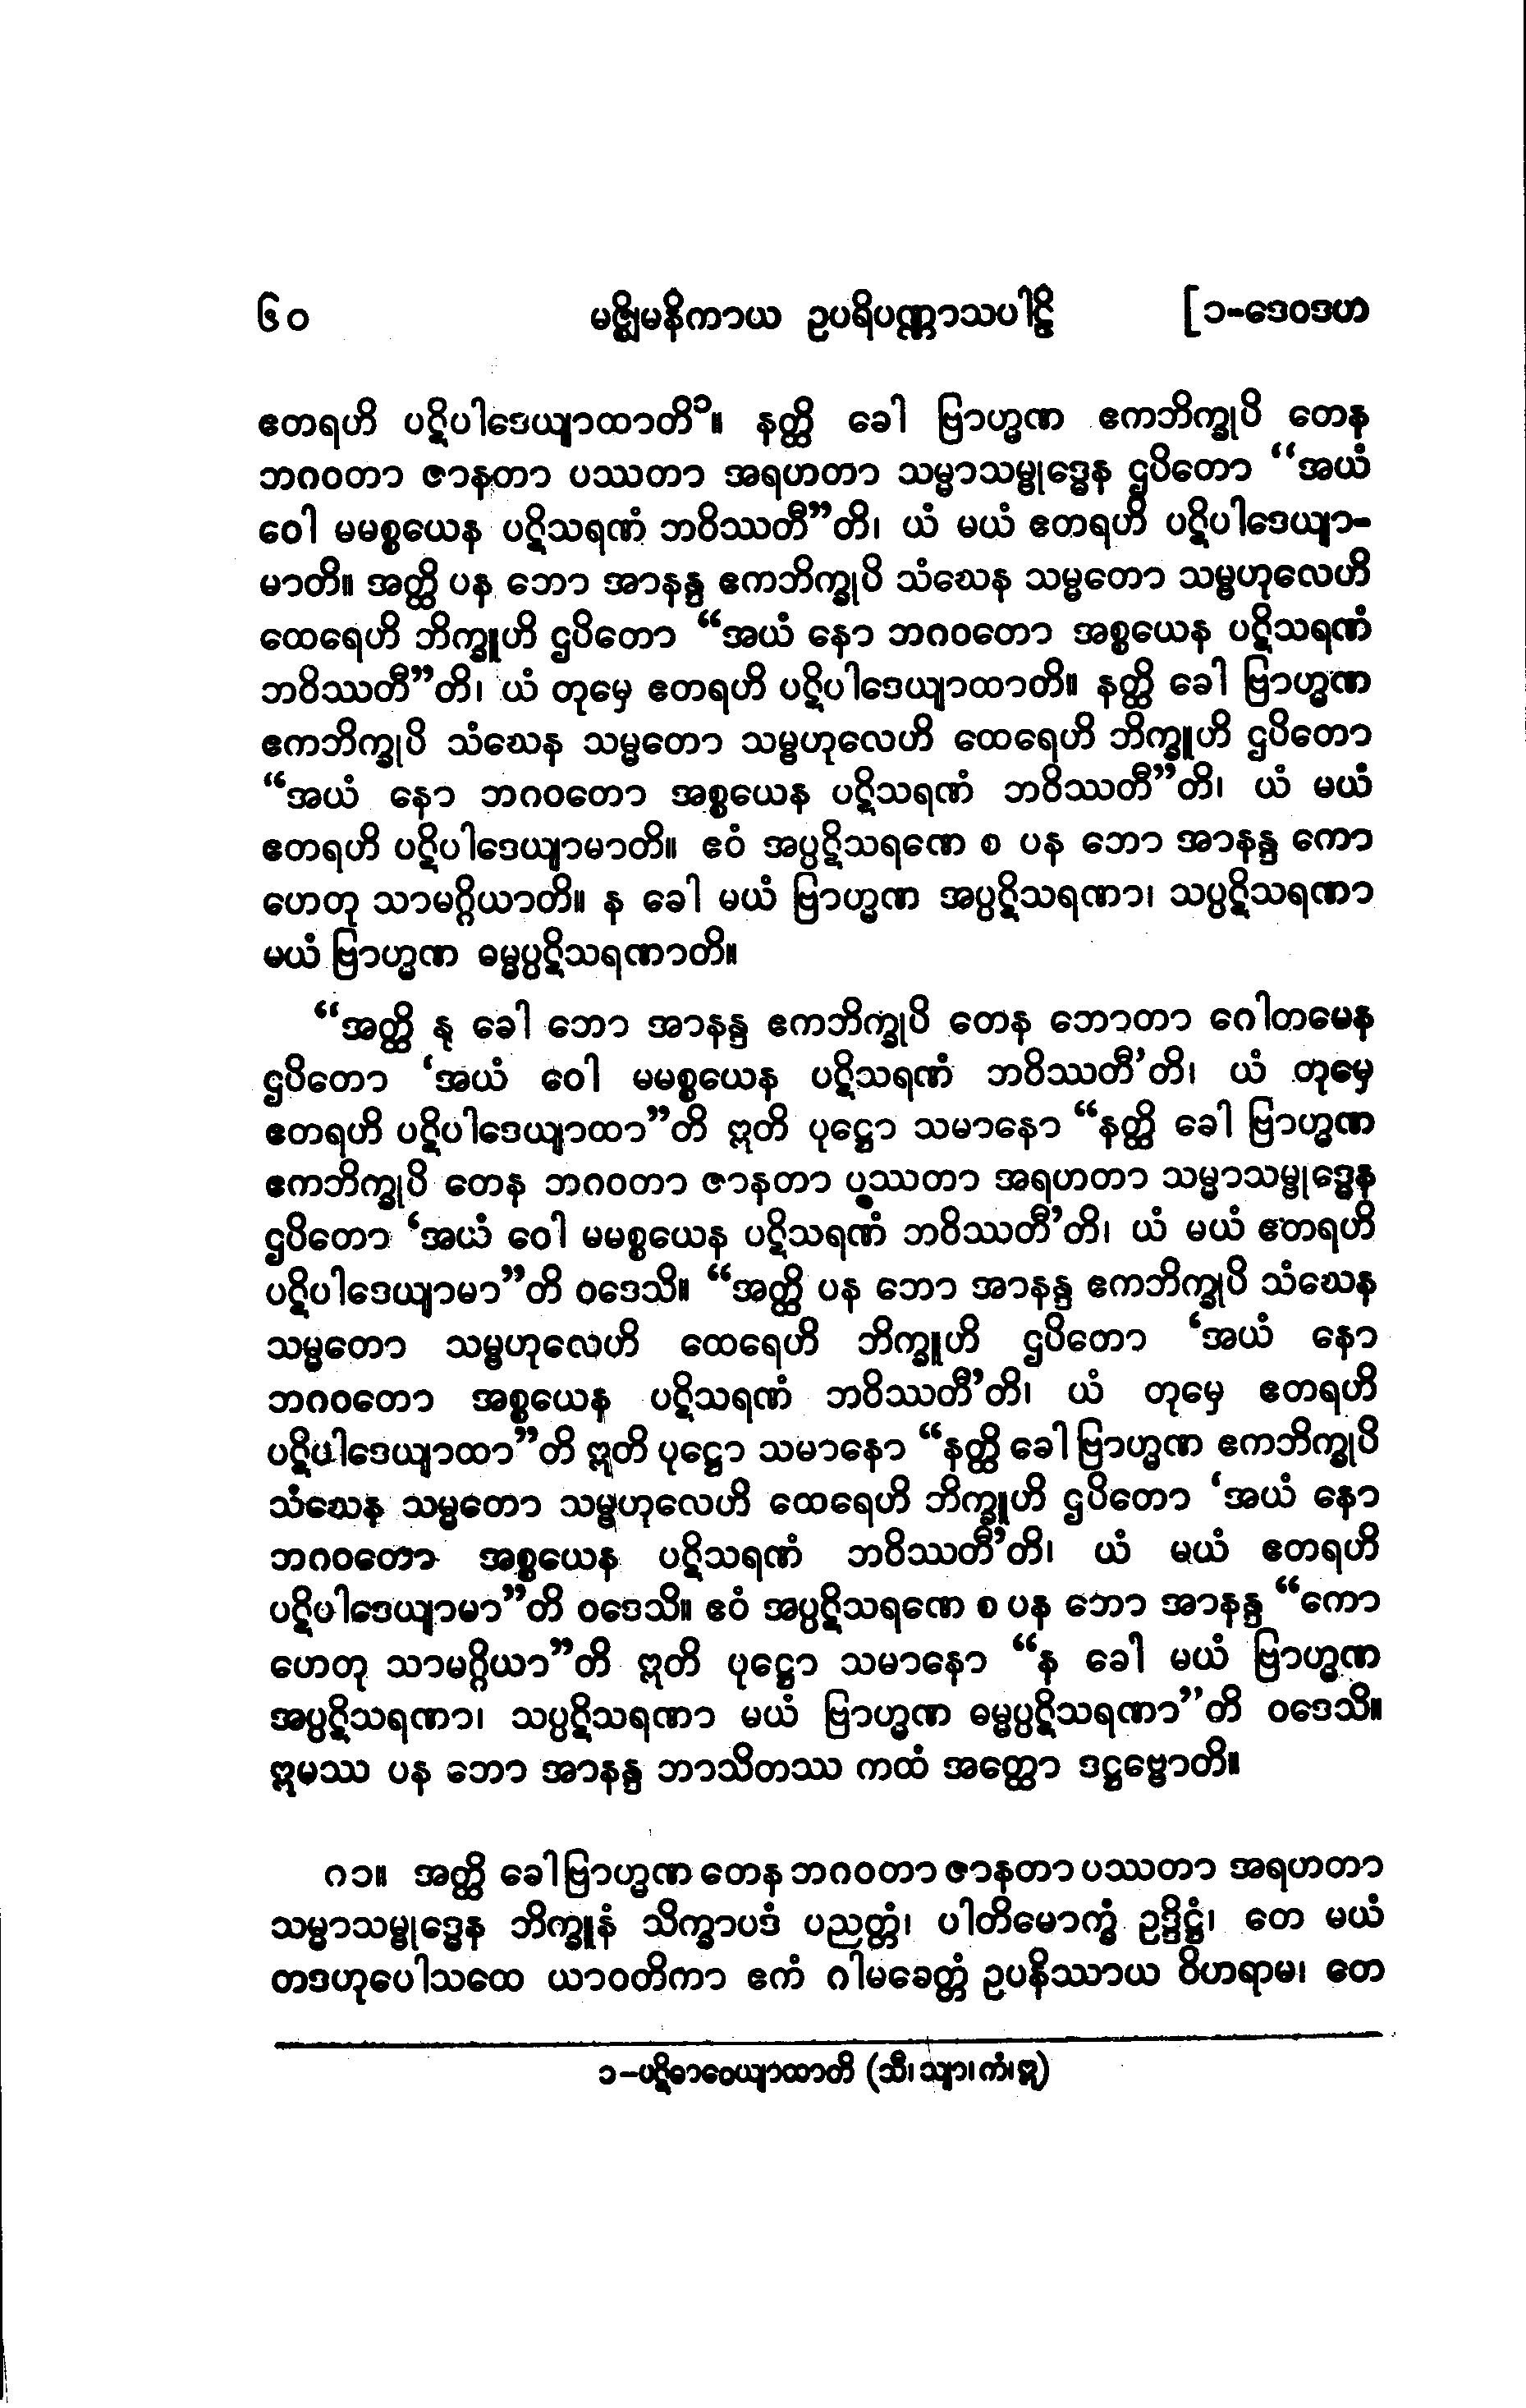 ၆၀ မဇ္ဈိမနိကာယ ဥပရိပဏ္ဏာသပါဠိ [၁-ဒေဝဒဟ
ဧတရဟိ ပဋိပါဒေယျာထာတိ၁။ နတ္ထိ ခေါ ဗြာဟ္မဏ ဧကဘိက္ခုပိ တေန
ဘဂဝတာ ဇာနတာ ပဿတာ အရဟတာ သမ္မာသမ္ဗုဒ္ဓေန ဌပိတော “အယံ
ဝေါ မမစ္စယေန ပဋိသရဏံ ဘဝိဿတီ”တိ၊ ယံ မယံ ဧတရဟိ ပဋိပါဒေယျာ-
မာတိ။ အတ္ထိ ပန ဘော အာနန္ဒ ဧကဘိက္ခုပိ သံဃေန သမ္မတော သမ္ဗဟုလေဟိ
ထေရေဟိ ဘိက္ခူဟိ ဌပိတော “အယံ နော ဘဂဝတော အစ္စယေန ပဋိသရဏံ
ဘဝိဿတီ”တိ၊ ယံ တုမှေ ဧတရဟိ ပဋိပါဒေယျာထာတိ။ နတ္ထိ ခေါ ဗြာဟ္မဏ
ဧကဘိက္ခုပိ သံဃေန သမ္မတော သမ္ဗဟုလေဟိ ထေရေဟိ ဘိက္ခူဟိ ဌပိတော
“အယံ နော ဘဂဝတော အစ္စယေန ပဋိသရဏံ ဘဝိဿတီ”တိ၊ ယံ မယံ
ဧတရဟိ ပဋိပါဒေယျာမာတိ။ ဧဝံ အပ္ပဋိသရဏေ စ ပန ဘော အာနန္ဒ ကော
ဟေတု သာမဂ္ဂိယာတိ။ န ခေါ မယံ ဗြာဟ္မဏ အပ္ပဋိသရဏာ၊ သပ္ပဋိသရဏာ
မယံ ဗြာဟ္မဏ ဓမ္မပ္ပဋိသရဏာတိ။
“အတ္ထိ နု ခေါ ဘော အာနန္ဒ ဧကဘိက္ခုပိ တေန ဘောတာ ဂေါတမေန
ဌပိတော ‘အယံ ဝေါ မမစ္စယေန ပဋိသရဏံ ဘဝိဿတီ’တိ၊ ယံ တုမှေ
ဧတရဟိ ပဋိပါဒေယျာထာ”တိ ဣတိ ပုဋ္ဌော သမာနော “နတ္ထိ ခေါ ဗြာဟ္မဏ
ဧကဘိက္ခုပိ တေန ဘဂဝတာ ဇာနတာ ပဿတာ အရဟတာ သမ္မာသမ္ဗုဒ္ဓေန
ဌပိတော ‘အယံ ဝေါ မမစ္စယေန ပဋိသရဏံ ဘဝိဿတီ’တိ၊ ယံ မယံ ဧတရဟိ
ပဋိပါဒေယျာမာ”တိ ဝဒေသိ။ “အတ္ထိ ပန ဘော အာနန္ဒ ဧကဘိက္ခုပိ သံဃေန
သမ္မတော သမ္ဗဟုလေဟိ ထေရေဟိ ဘိက္ခူဟိ ဌပိတော ‘အယံ နော
ဘဂဝတော အစ္စယေန ပဋိသရဏံ ဘဝိဿတီ’တိ၊ ယံ တုမှေ ဧတရဟိ
ပဋိပါဒေယျာထာ”တိ ဣတိ ပုဋ္ဌော သမာနော “နတ္ထိ ခေါ ဗြာဟ္မဏ ဧကဘိက္ခုပိ
သံဃေန သမ္မတော သမ္ဗဟုလေဟိ ထေရေဟိ ဘိက္ခူဟိ ဌပိတော ‘အယံ နော
ဘဂဝတော အစ္စယေန ပဋိသရဏံ ဘဝိဿတီ’တိ၊ ယံ မယံ ဧတရဟိ
ပဋိပါဒေယျာမာ”တိ ဝဒေသိ။ ဧဝံ အပ္ပဋိသရဏေ စ ပန ဘော အာနန္ဒ “ကော
ဟေတု သာမဂ္ဂိယာ”တိ ဣတိ ပုဋ္ဌော သမာနော “န ခေါ မယံ ဗြာဟ္မဏ
အပ္ပဋိသရဏာ၊ သပ္ပဋိသရဏာ မယံ ဗြာဟ္မဏ ဓမ္မပ္ပဋိသရဏာ”တိ ဝဒေသိ။
ဣမဿ ပန ဘော အာနန္ဒ ဘာသိတဿ ကထံ အတ္ထော ဒဋ္ဌဗ္ဗောတိ။
ဂ၁။ အတ္ထိ ခေါ ဗြာဟ္မဏ တေန ဘဂဝတာ ဇာနတာ ပဿတာ အရဟတာ
သမ္မာသမ္ဗုဒ္ဓေန ဘိက္ခူနံ သိက္ခာပဒံ ပညတ္တံ၊ ပါတိမောက္ခံ ဥဒ္ဒိဋ္ဌံ၊ တေ မယံ
တဒဟုပေါသထေ ယာဝတိကာ ဧကံ ဂါမခေတ္တံ ဥပနိဿာယ ဝိဟရာမ၊ တေ
၁-ပဋိဓာဝေယျာထာတိ (သီ၊ သျာ၊ ကံ၊ ဣ)